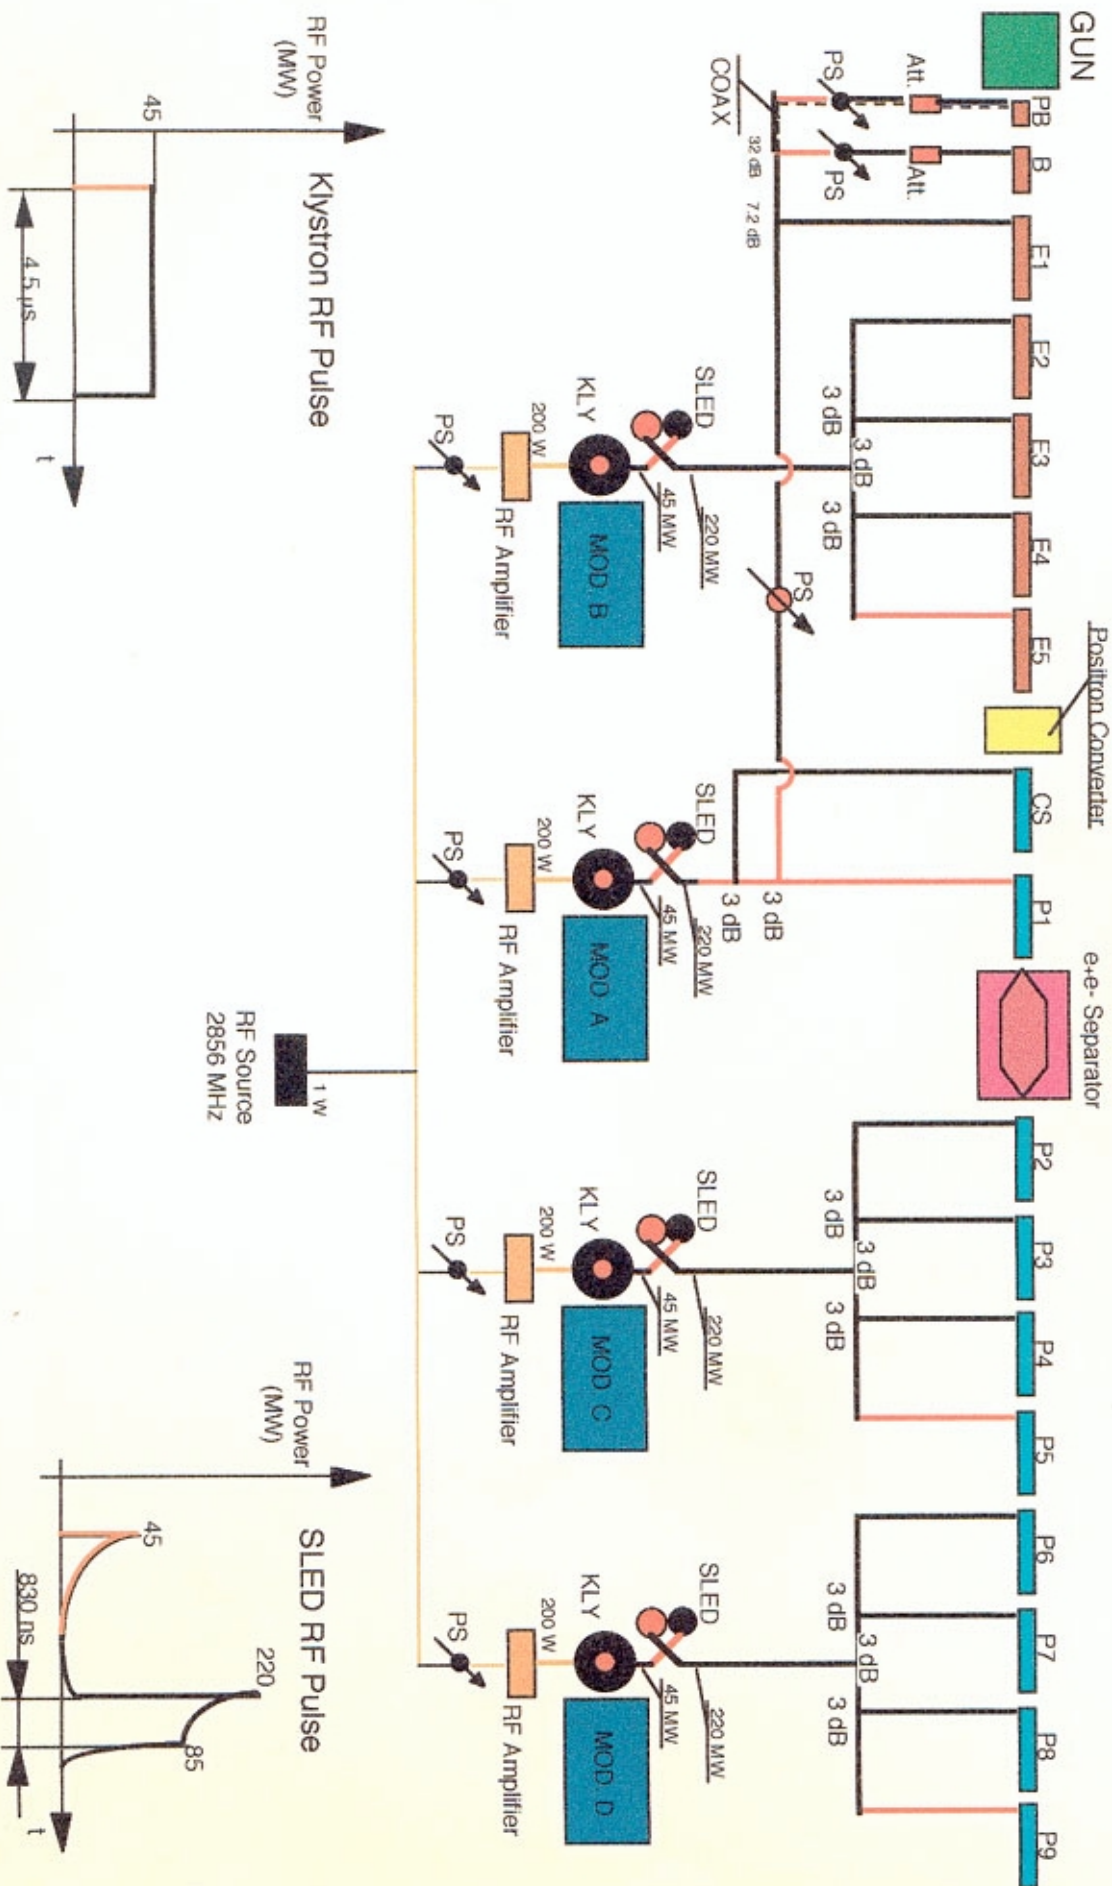 GUN
PB
B
E1
E2
E3
E4
E5
Positron Converter
CS
P1
e+e- Separator
P2
P3
P4
P5
P6
P7
P8
P9
Att.
Att.
PS
PS
COAX
32 dB
7.2 dB
3 dB
3 dB
3 dB
PS
3 dB
3 dB
3 dB
3 dB
3 dB
3 dB
3 dB
3 dB
SLED
220 MW
45 MW
KLY
MOD. B
200 W
RF Amplifier
PS
SLED
220 MW
45 MW
KLY
MOD. A
200 W
RF Amplifier
PS
SLED
220 MW
45 MW
KLY
MOD. C
200 W
RF Amplifier
PS
SLED
220 MW
45 MW
KLY
MOD. D
200 W
RF Amplifier
PS
1 W
RF Source
2856 MHz
RF Power
(MW)
Klystron RF Pulse
45
4.5 µs
t
RF Power
(MW)
SLED RF Pulse
45
220
85
830 ns
t